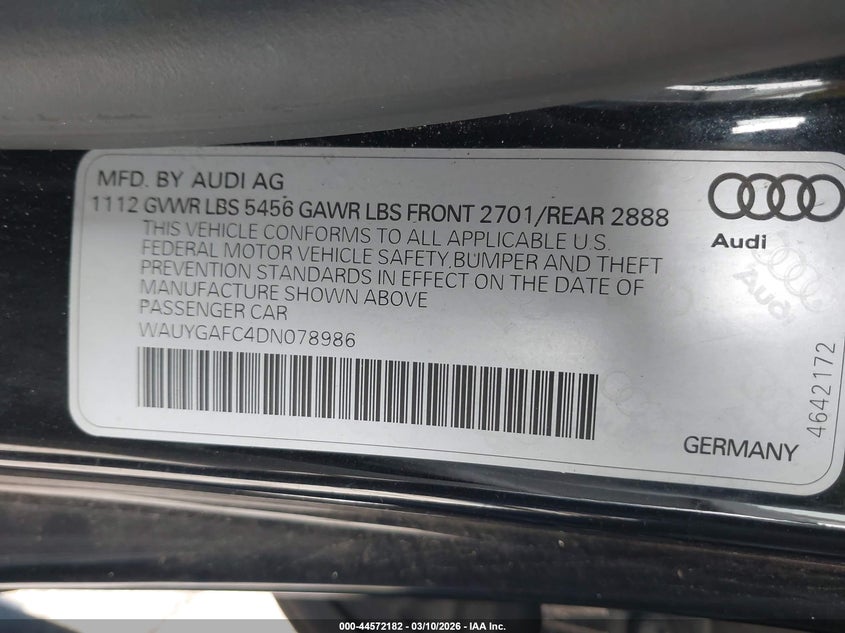 MFD. BY AUDI AG
1112 GVWR LBS 5456 GAWR LBS FRONT 2701/REAR 2888
THIS VEHICLE CONFORMS TO ALL APPLICABLE U.S.
FEDERAL MOTOR VEHICLE SAFETY,BUMPER AND THEFT
PREVENTION STANDARDS IN EFFECT ON THE DATE OF
MANUFACTURE SHOWN ABOVE
PASSENGER CAR
WAUYGAFC4DN078986
Audi
Audi
4642172
GERMANY
000-44572182 | 03/10/2026 - IAA Inc.